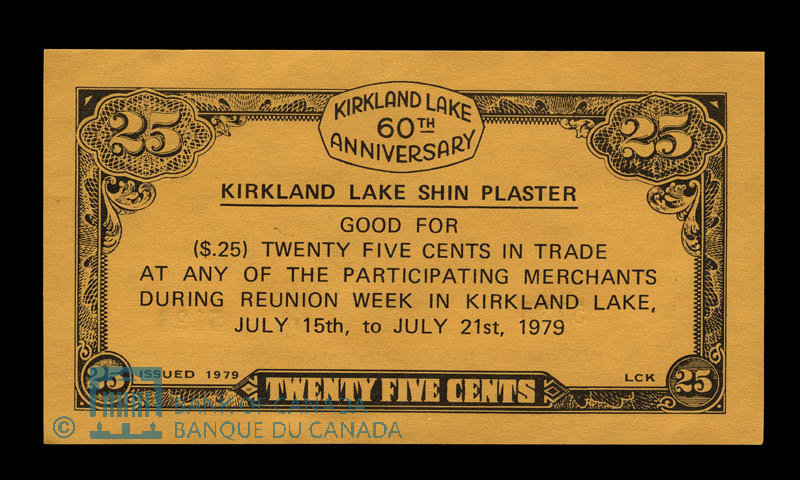 25
KIRKLAND LAKE
60TH
ANNIVERSARY
25
KIRKLAND LAKE SHIN PLASTER
GOOD FOR
($.25) TWENTY FIVE CENTS IN TRADE
AT ANY OF THE PARTICIPATING MERCHANTS
DURING REUNION WEEK IN KIRKLAND LAKE,
JULY 15th, to JULY 21st, 1979
25
ISSUED 1979
TWENTY FIVE CENTS
LCK
25
© BANK OF CANADA
BANQUE DU CANADA